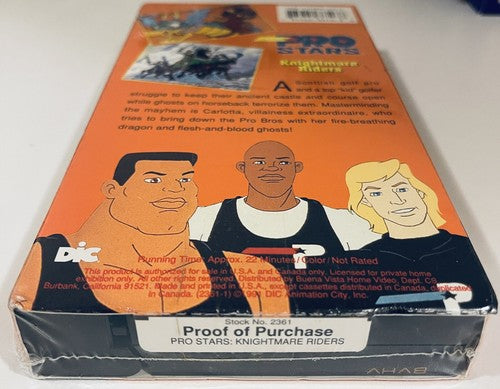 PRO
STARS
Knightmare
Riders
A Scottish golf pro
and a top "kid" golfer
struggle to keep their ancient castle and course open
while ghosts on horseback terrorize them. Masterminding
the mayhem is Carlotta, villainess extraordinaire, who
tries to bring down the Pro Bros with her fire-breathing
dragon and flesh-and-blood ghosts!
DIC
P
Running Time: Approx. 22 Minutes/Color/Not Rated
This product is authorized for sale in U.S.A. and Canada only. Licensed for private home
exhibition only. All other rights reserved. Distributed by Buena Vista Home Video, Dept. CS
Burbank, California 91521. Made and printed in U.S.A., except cassettes distributed in Canada, duplicated
in Canada. (2361-1) © 1991 DIC Animation City, Inc.
Stock No. 2361
Proof of Purchase
PRO STARS: KNIGHTMARE RIDERS